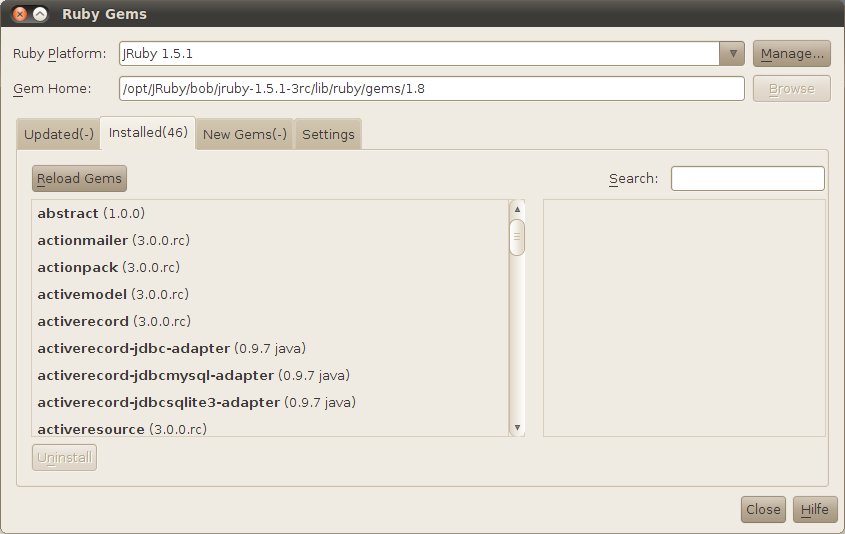 Ruby Gems
Ruby Platform: JRuby 1.5.1 Manage...
Gem Home: /opt/JRuby/bob/jruby-1.5.1-3rc/lib/ruby/gems/1.8 Browse
Updated(-) Installed(46) New Gems(-) Settings
Reload Gems Search:
abstract (1.0.0)
actionmailer (3.0.0.rc)
actionpack (3.0.0.rc)
activemodel (3.0.0.rc)
activerecord (3.0.0.rc)
activerecord-jdbc-adapter (0.9.7 java)
activerecord-jdbcmysql-adapter (0.9.7 java)
activerecord-jdbcsqlite3-adapter (0.9.7 java)
activeresource (3.0.0.rc)
Uninstall
Close Hilfe